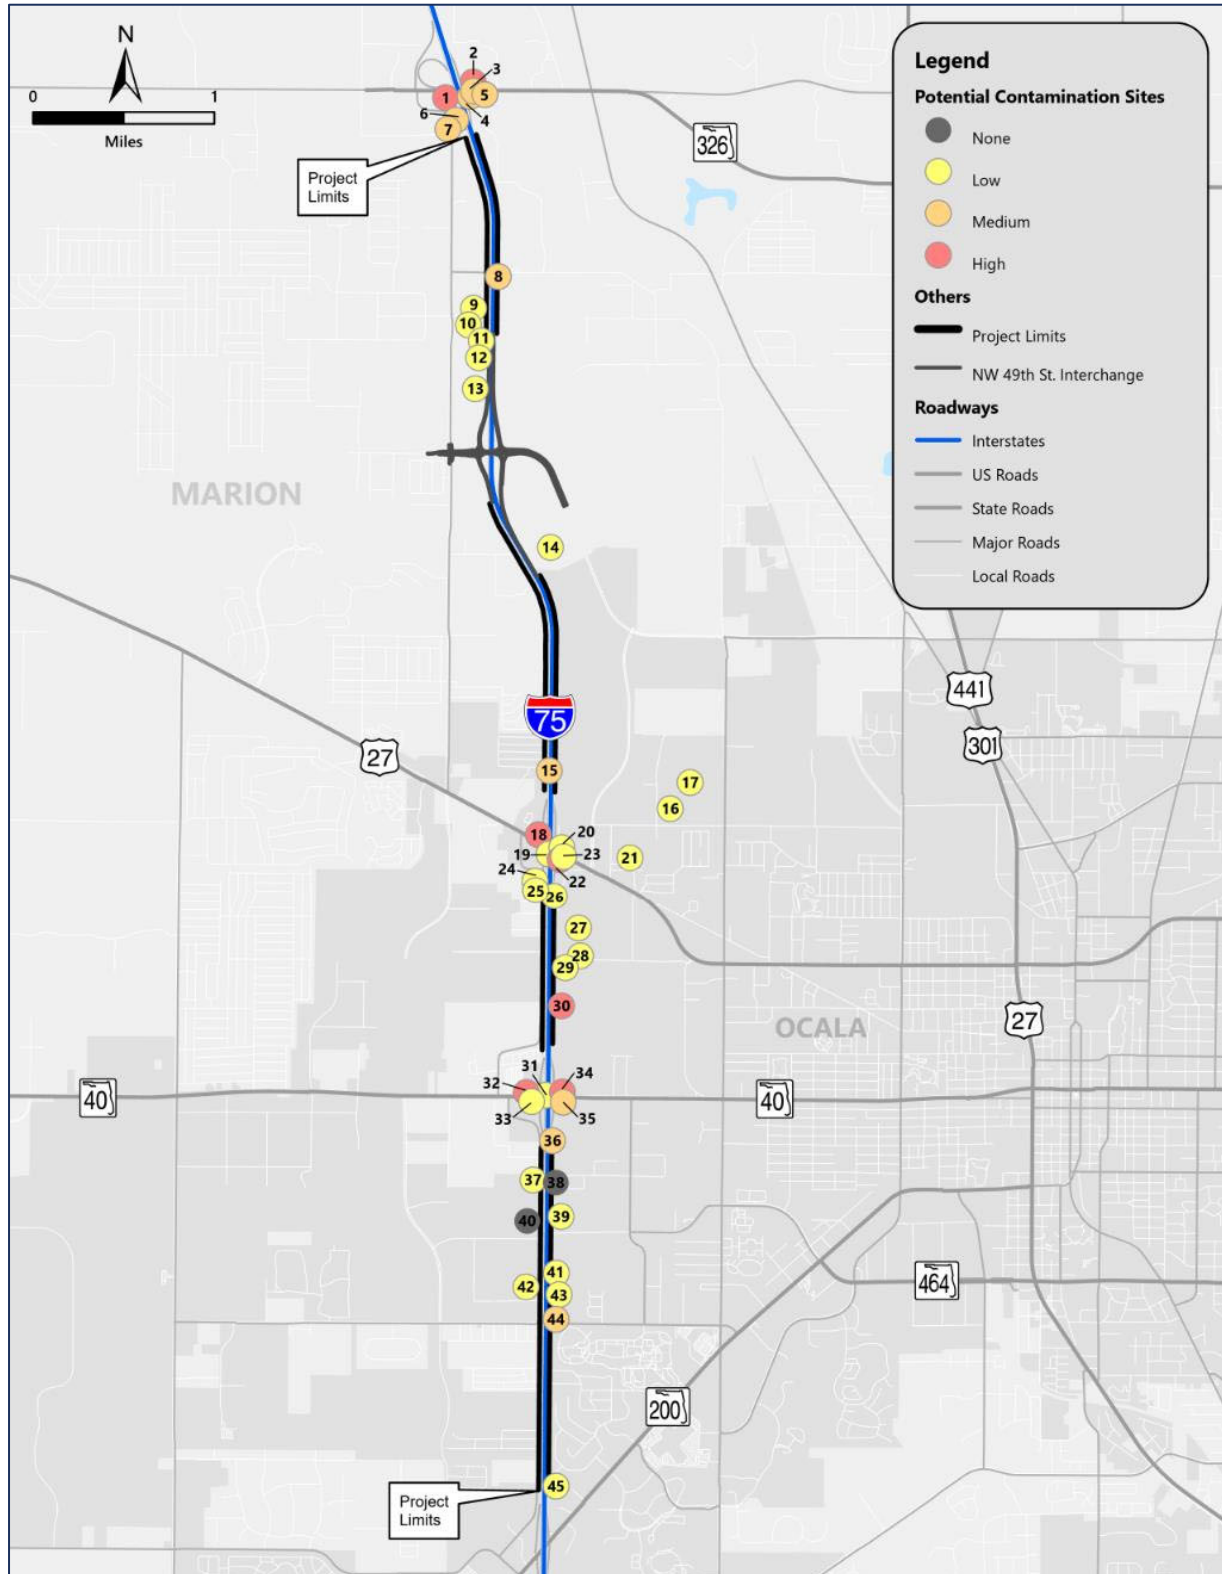 N
0
1
Miles
2
3
1
5
6
4
7
Project
Limits
326
Legend
Potential Contamination Sites
None
Low
Medium
High
Others
Project Limits
NW 49th St. Interchange
Roadways
Interstates
US Roads
State Roads
Major Roads
Local Roads
8
9
10
11
12
13
MARION
14
441
301
75
27
15
17
16
18
20
19
23
21
24
22
25
26
27
28
29
30
OCALA
27
31
32
34
40
40
33
35
36
37
38
40
39
41
42
43
464
44
200
45
Project
Limits